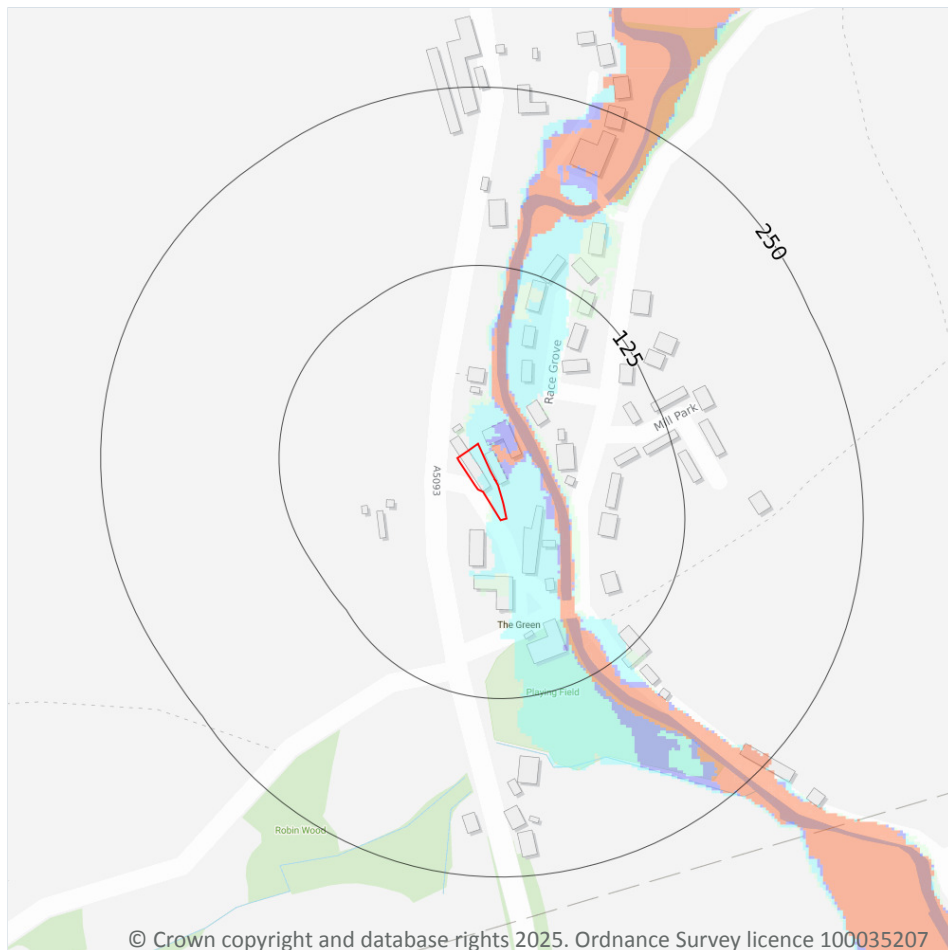 250
125
Race Grove
Mill Park
A5093
The Green
Playing Field
Robin Wood
© Crown copyright and database rights 2025. Ordnance Survey licence 100035207